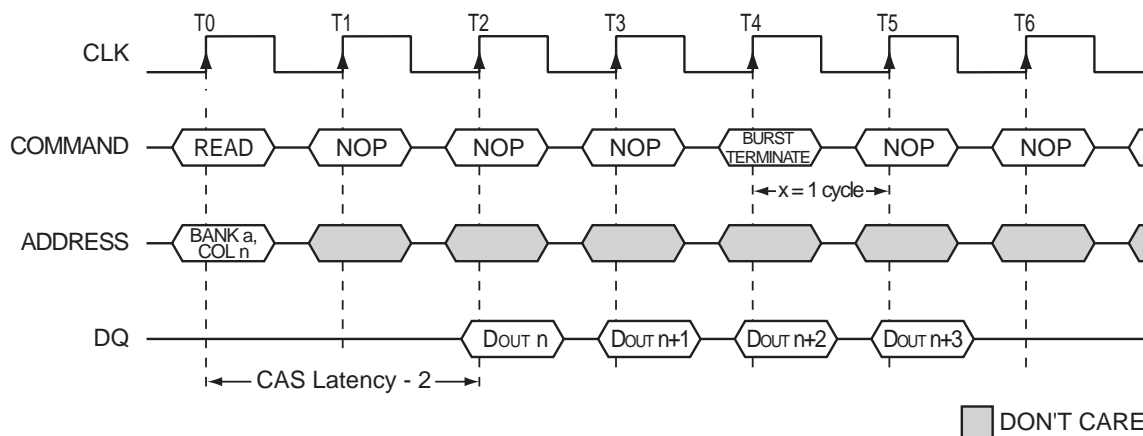 T0 T1 T2 T3 T4 T5 T6
CLK
COMMAND READ NOP NOP NOP BURST TERMINATE NOP NOP
x = 1 cycle
ADDRESS BANK a, COL n
DQ DOUT n DOUT n+1 DOUT n+2 DOUT n+3
CAS Latency - 2
DON'T CARE